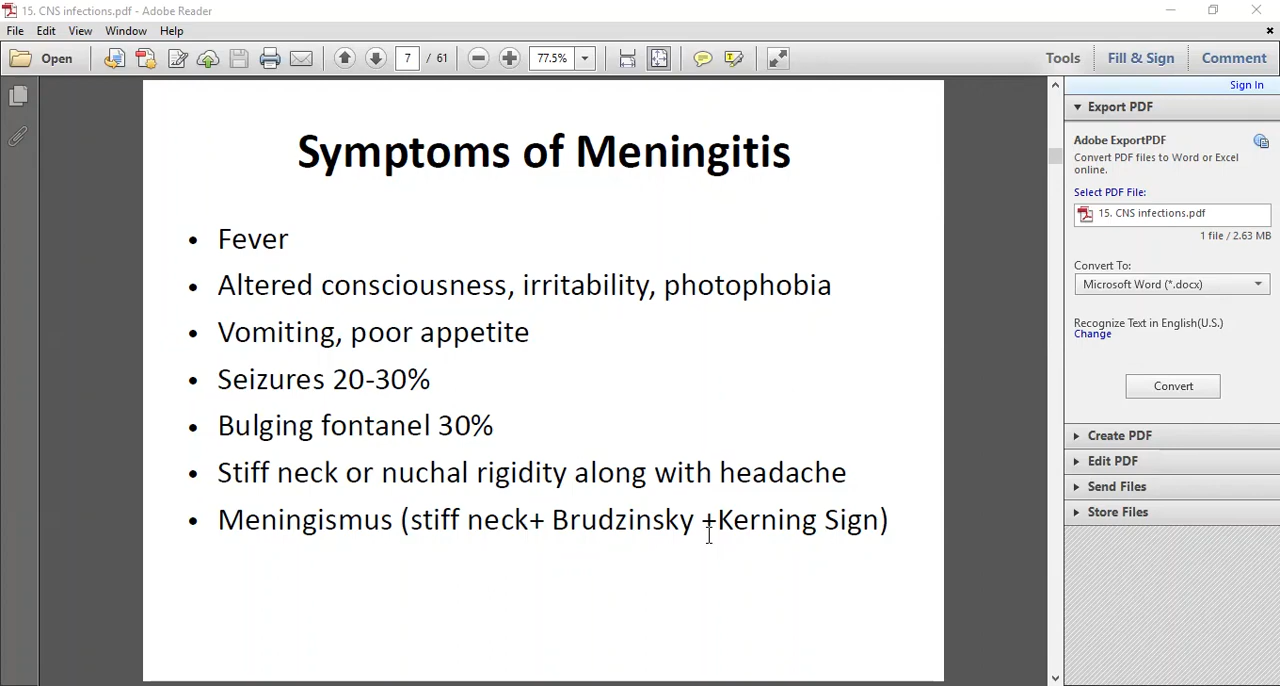 15. CNS infections.pdf - Adobe Reader
File Edit View Window Help
Open 7 / 61 77.5% Tools Fill & Sign Comment
Sign In
Symptoms of Meningitis
• Fever
• Altered consciousness, irritability, photophobia
• Vomiting, poor appetite
• Seizures 20-30%
• Bulging fontanel 30%
• Stiff neck or nuchal rigidity along with headache
• Meningismus (stiff neck+ Brudzinsky +Kerning Sign)
Export PDF
Adobe ExportPDF
Convert PDF files to Word or Excel
online.
Select PDF File:
15. CNS infections.pdf
1 file / 2.63 MB
Convert To:
Microsoft Word (*.docx)
Recognize Text in English(U.S.)
Change
Convert
Create PDF
Edit PDF
Send Files
Store Files